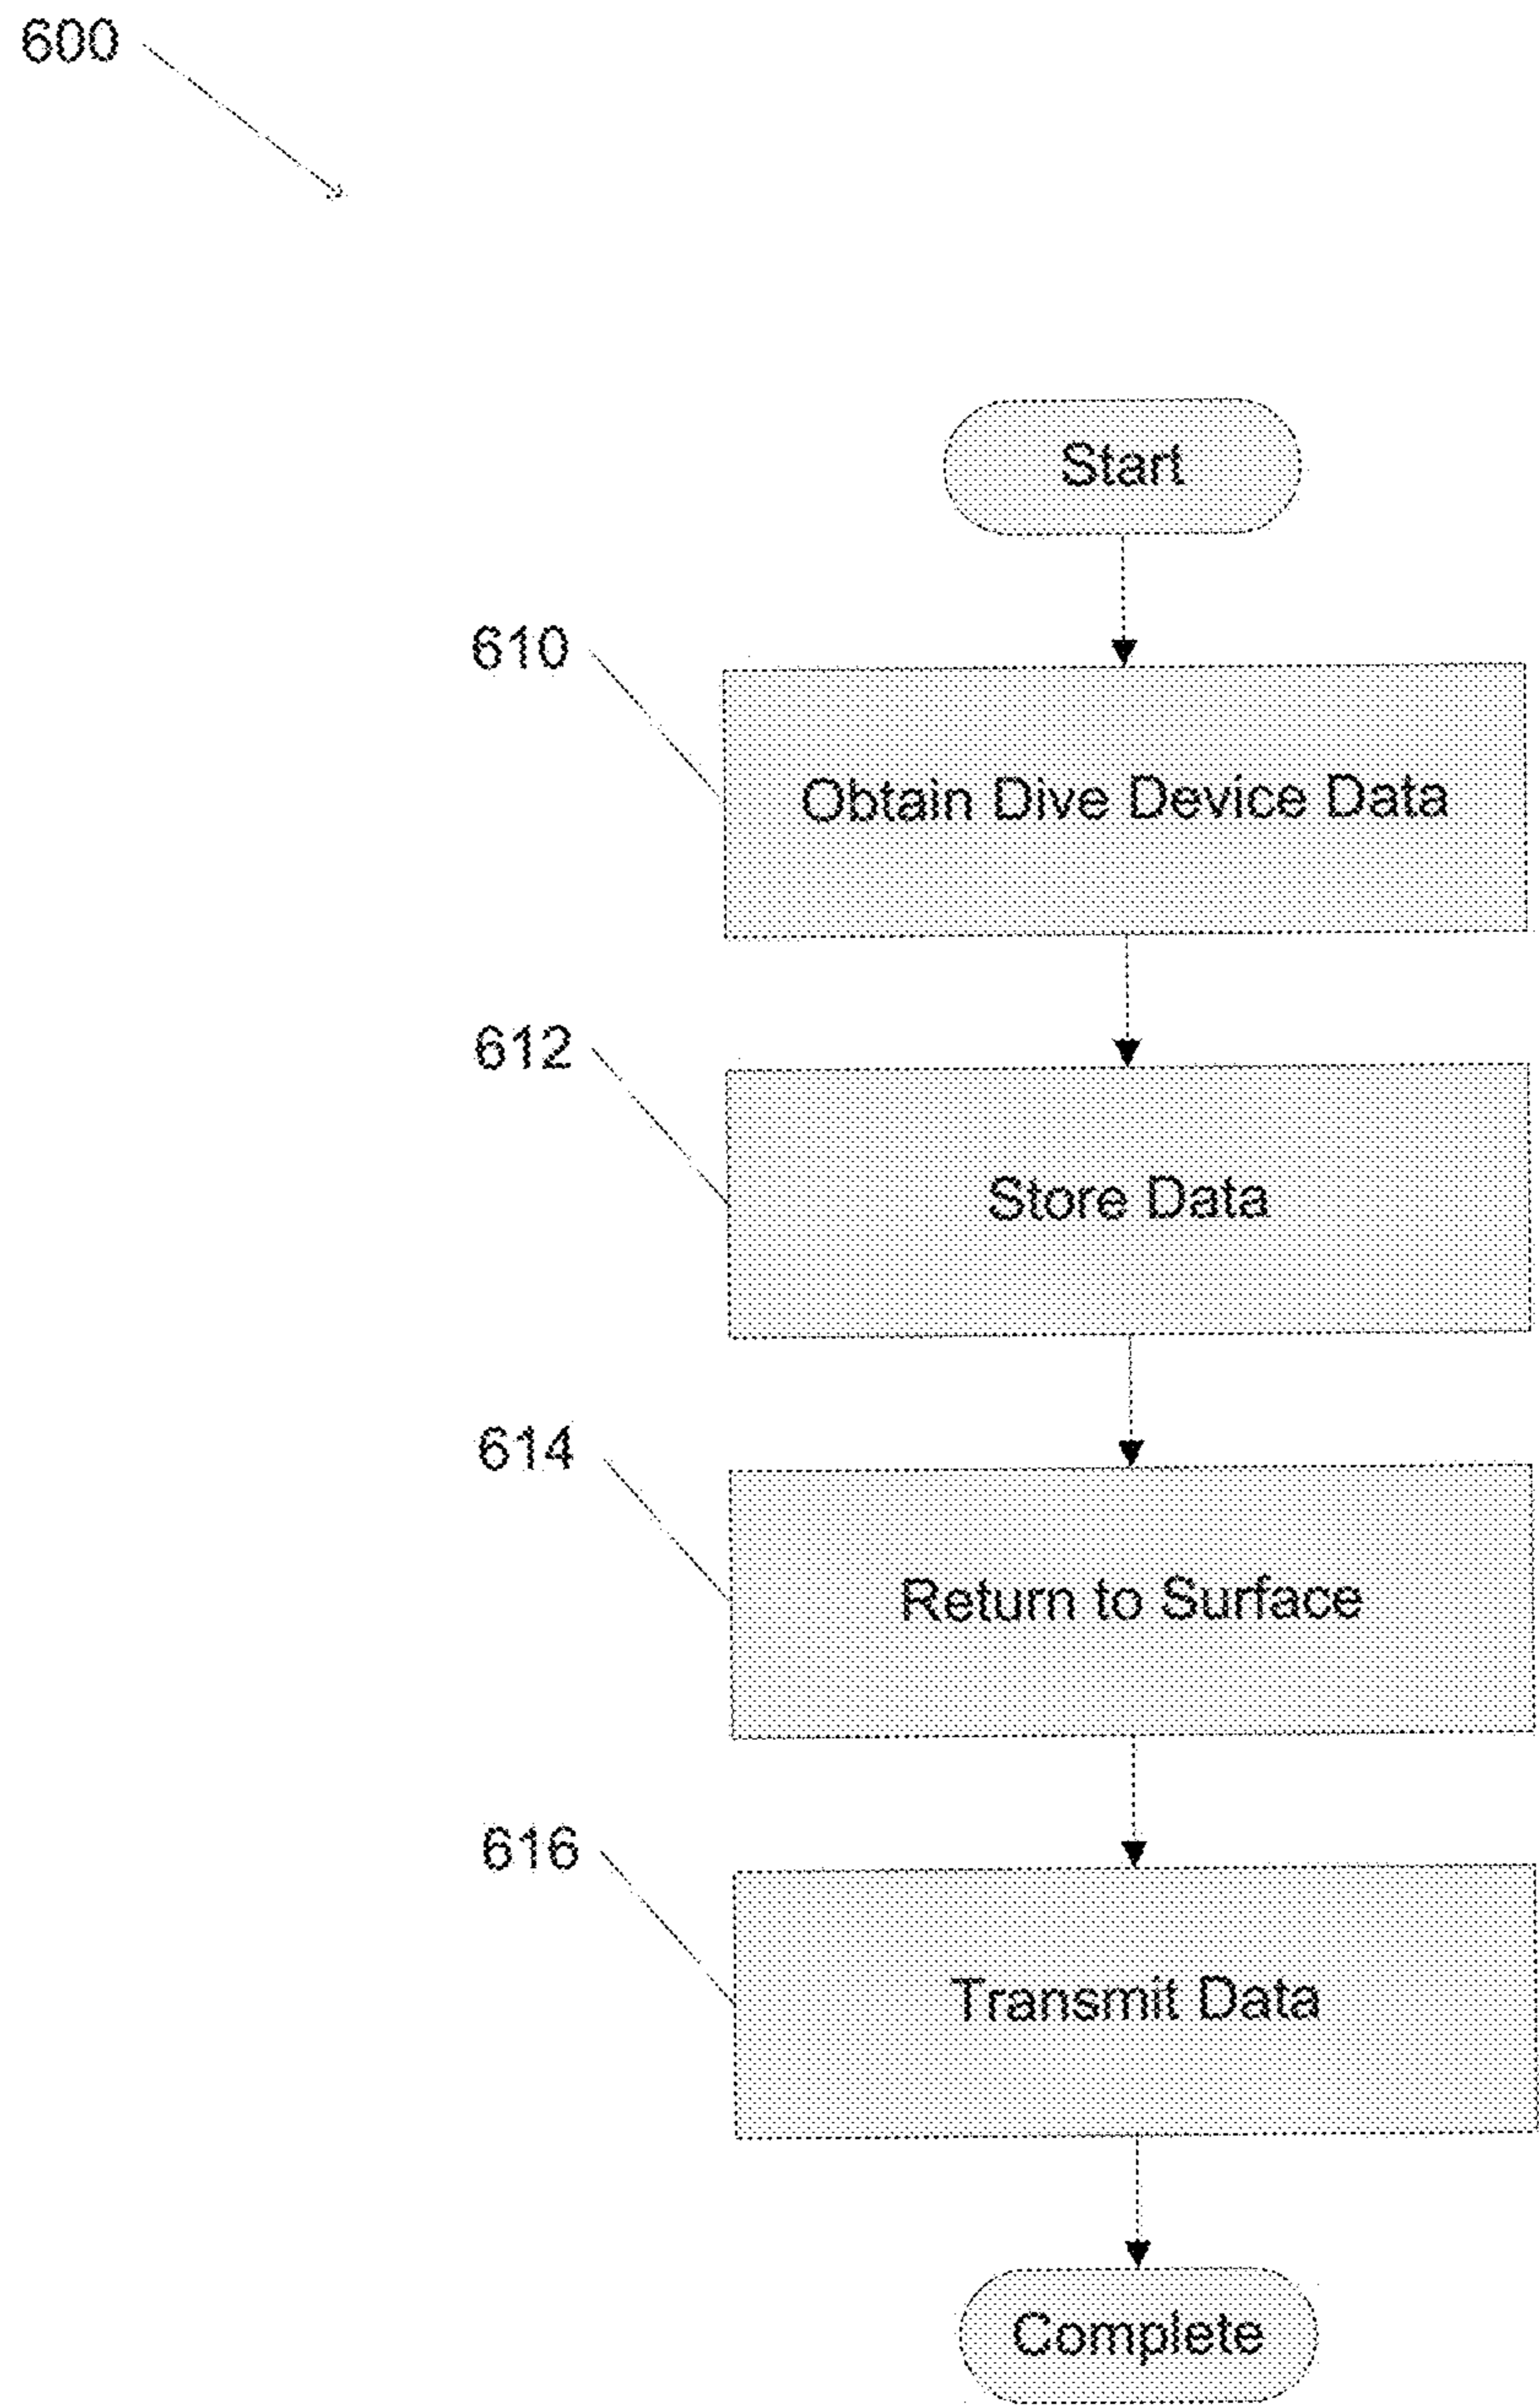 600
Start
610
Obtain Dive Device Data
612
Store Data
614
Return to Surface
616
Transmit Data
Complete